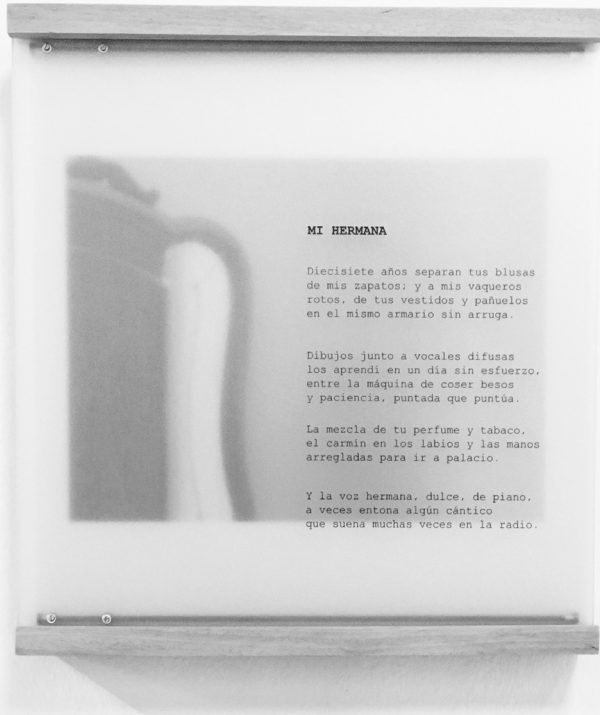 MI HERMANA
Diecisiete años separan tus blusas
de mis zapatos; y a mis vaqueros
rotos, de tus vestidos y pañuelos
en el mismo armario sin arruga.
Dibujos junto a vocales difusas
los aprendí en un día sin esfuerzo,
entre la máquina de coser besos
y paciencia, puntada que puntúa.
La mezcla de tu perfume y tabaco,
el carmín en los labios y las manos
arregladas para ir a palacio.
Y la voz hermana, dulce, de piano,
a veces entona algún cántico
que suena muchas veces en la radio.